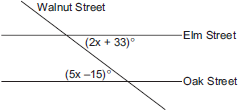 Walnut Street
Elm Street
(2x + 33)°
(5x –15)°
Oak Street